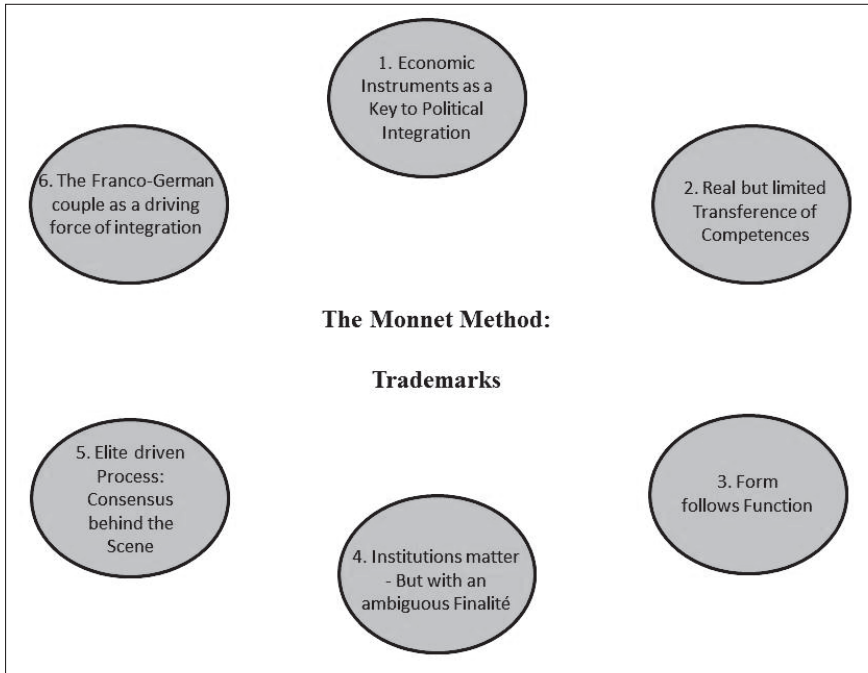 1. Economic
Instruments as a
Key to Political
Integration
2. Real but limited
Transference of
Competences
3. Form
follows Function
4. Institutions matter
- But with an
ambiguous Finalité
5. Elite driven
Process:
Consensus
behind the
Scene
6. The Franco-German
couple as a driving
force of integration
The Monnet Method:
Trademarks